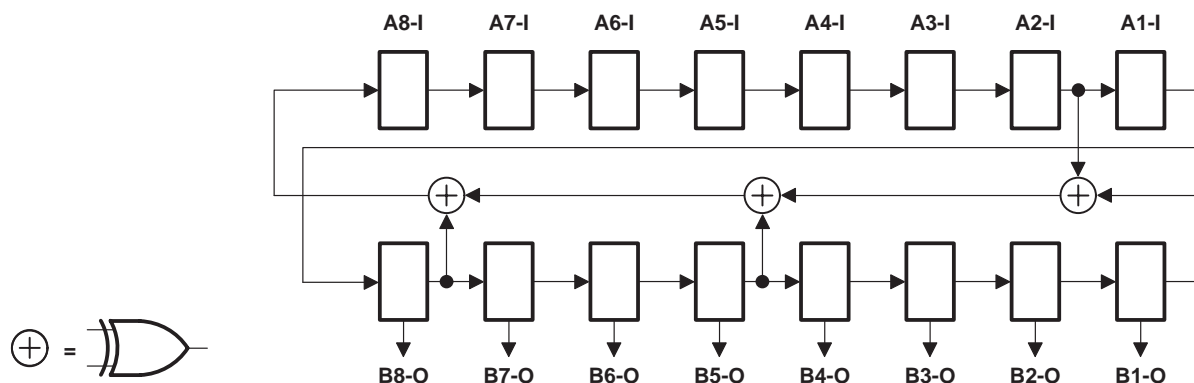 A8-I A7-I A6-I A5-I A4-I A3-I A2-I A1-I
=
B8-O B7-O B6-O B5-O B4-O B3-O B2-O B1-O